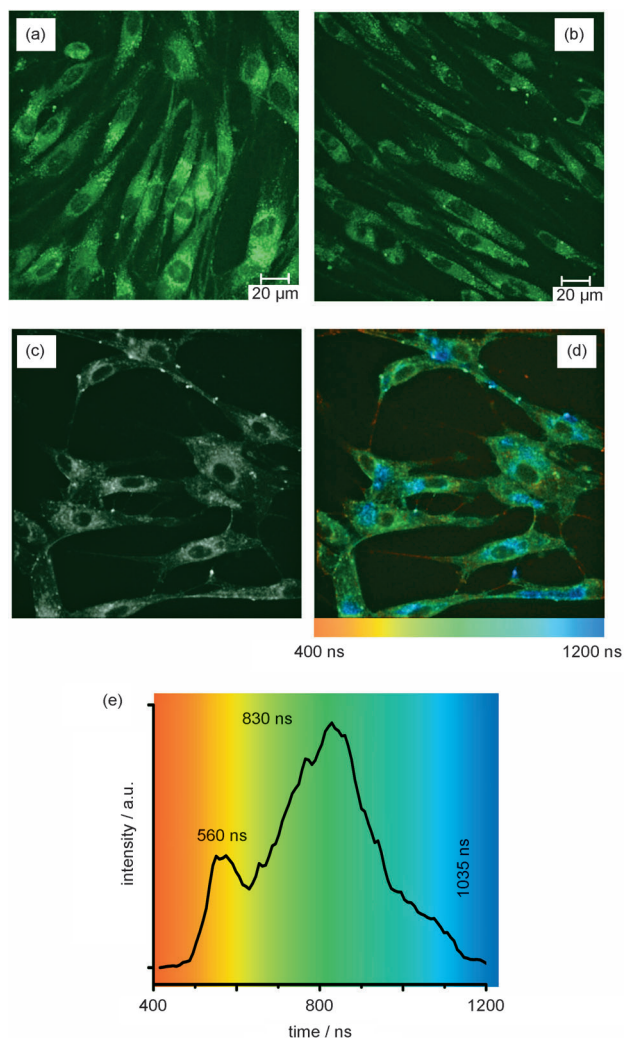 (a)
(b)
20 µm
20 µm
(c)
(d)
400 ns
1200 ns
(e)
830 ns
560 ns
1035 ns
intensity / a.u.
400
800
1200
time / ns